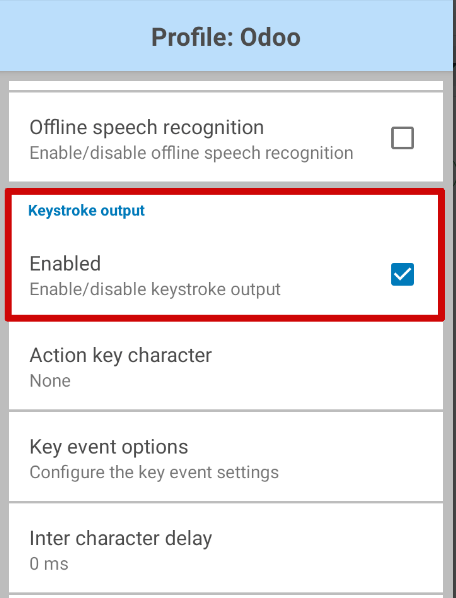 Profile: Odoo
Offline speech recognition
Enable/disable offline speech recognition
Keystroke output
Enabled
Enable/disable keystroke output
Action key character
None
Key event options
Configure the key event settings
Inter character delay
0 ms